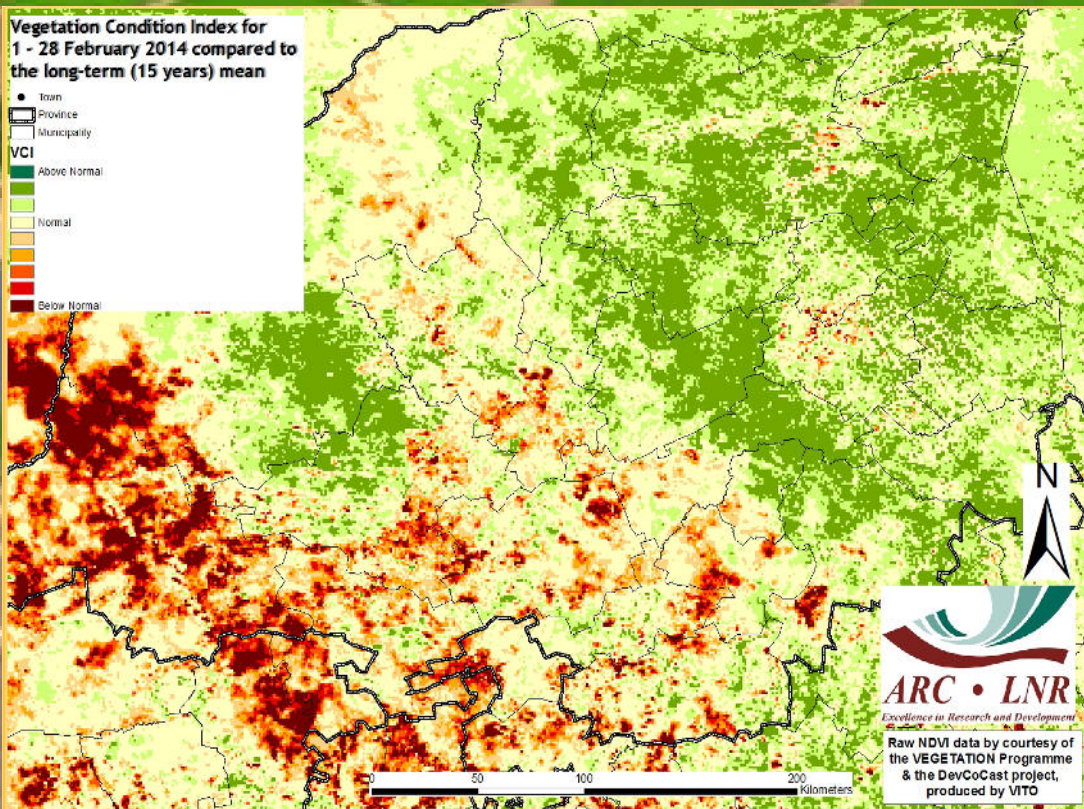 Vegetation Condition Index for
1 - 28 February 2014 compared to
the long-term (15 years) mean
Town
Province
Municipality
VCI
Above Normal
Normal
Below Normal
N
ARC • LNR
Excellence in Research and Development
Raw NDVI data by courtesy of
the VEGETATION Programme
& the DevCoCast project,
produced by VITO
0 50 100 200
Kilometers